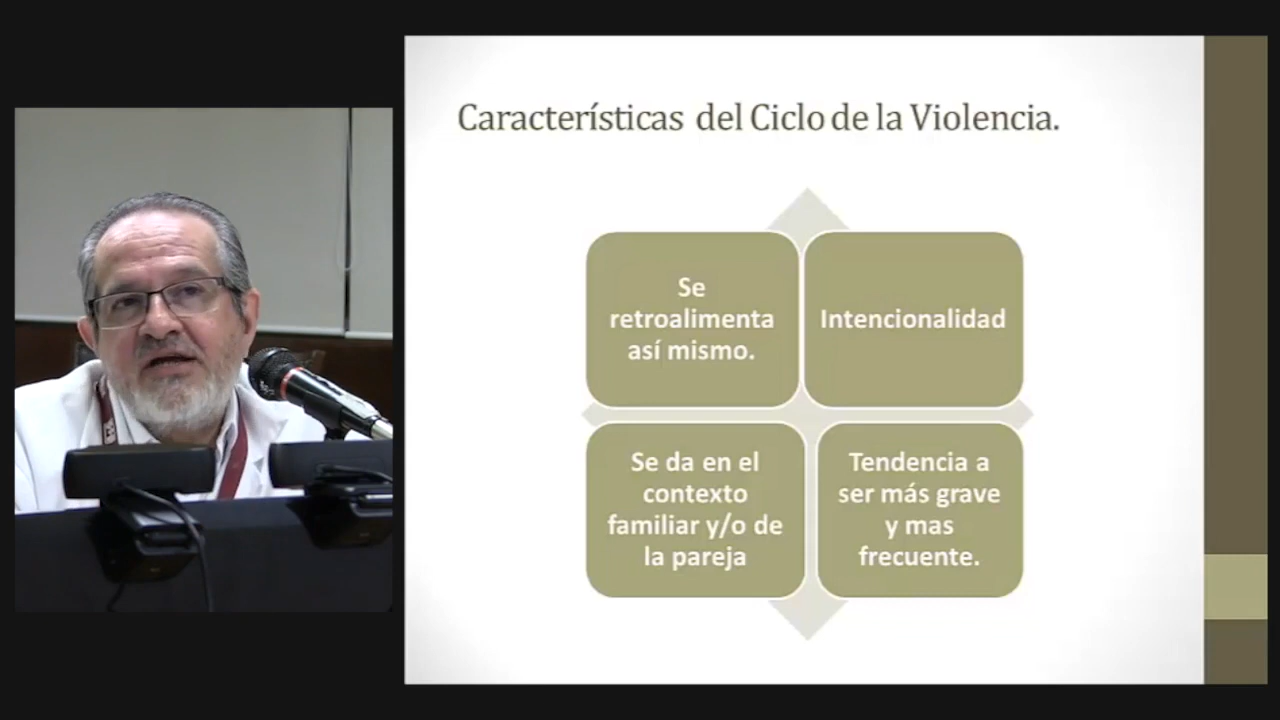 Características del Ciclo de la Violencia.
Se
retroalimenta
así mismo.
Intencionalidad
Se da en el
contexto
familiar y/o de
la pareja
Tendencia a
ser más grave
y mas
frecuente.